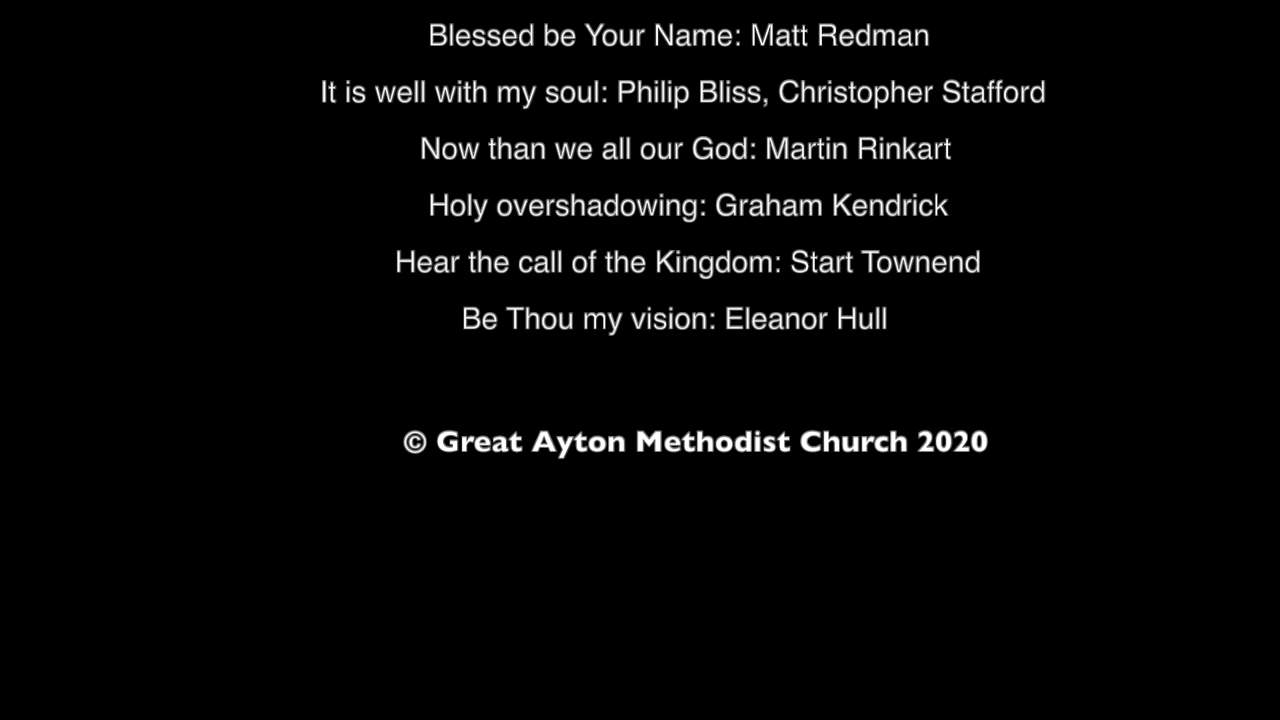 Blessed be Your Name: Matt Redman
It is well with my soul: Philip Bliss, Christopher Stafford
Now than we all our God: Martin Rinkart
Holy overshadowing: Graham Kendrick
Hear the call of the Kingdom: Start Townend
Be Thou my vision: Eleanor Hull
© Great Ayton Methodist Church 2020